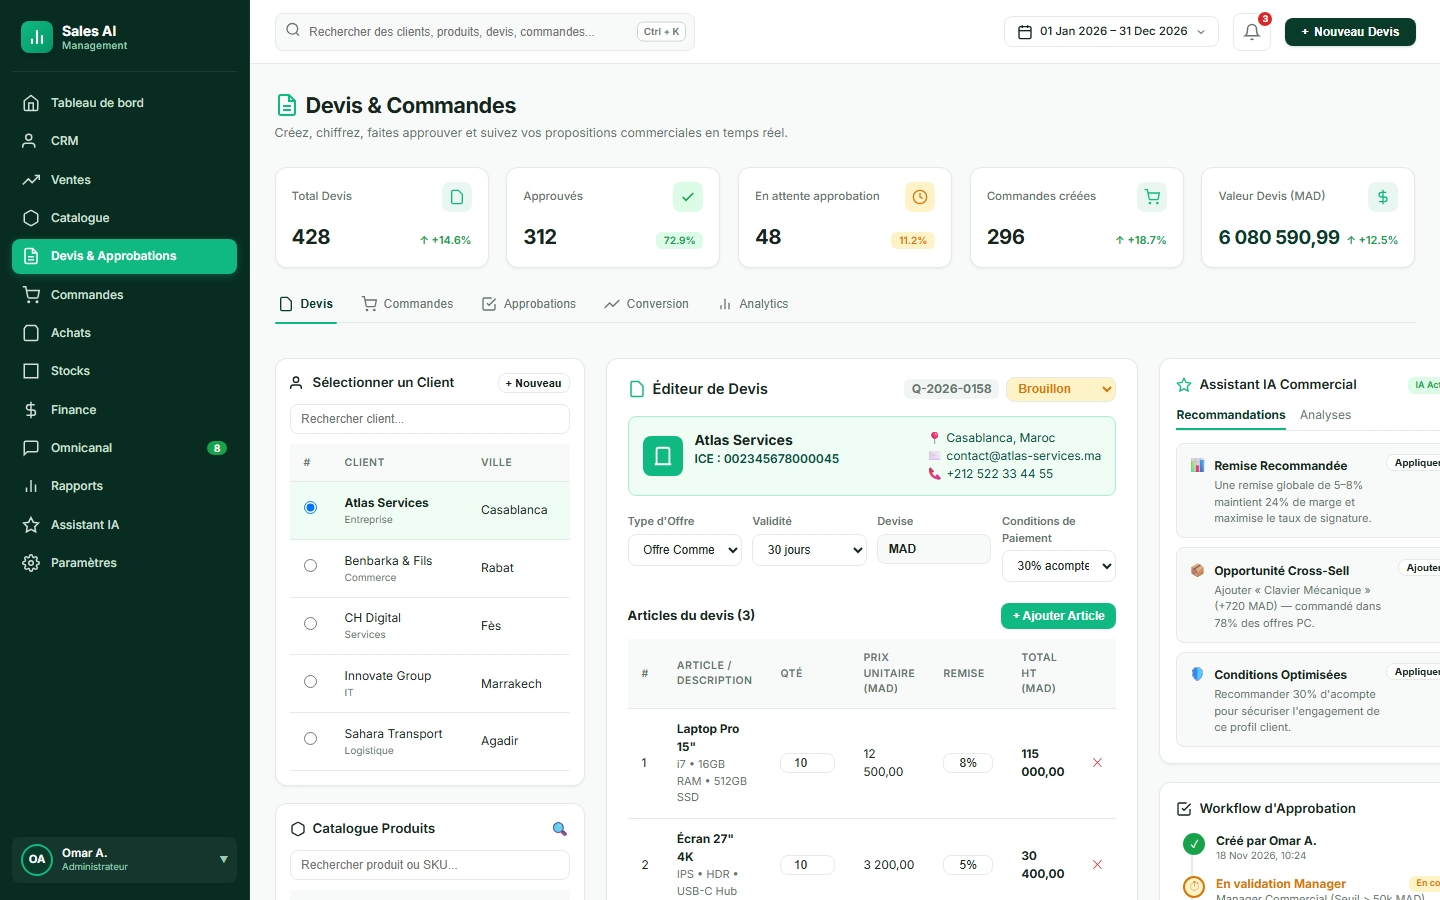 Sales AI
Management
Tableau de bord
CRM
Ventes
Catalogue
Devis & Approbations
Commandes
Achats
Stocks
Finance
Omnicanal 8
Rapports
Assistant IA
Paramètres
OA
Omar A.
Administrateur
Rechercher des clients, produits, devis, commandes... Ctrl + K
01 Jan 2026 – 31 Dec 2026
3
+ Nouveau Devis
Devis & Commandes
Créez, chiffrez, faites approuver et suivez vos propositions commerciales en temps réel.
Total Devis
428 ↑ +14.6%
Approuvés
312 72.9%
En attente approbation
48 11.2%
Commandes créées
296 ↑ +18.7%
Valeur Devis (MAD)
6 080 590,99 ↑ +12.5%
Devis Commandes Approbations Conversion Analytics
Sélectionner un Client + Nouveau
Rechercher client...
# CLIENT VILLE
Atlas Services
Entreprise
Casablanca
Benbarka & Fils
Commerce
Rabat
CH Digital
Services
Fès
Innovate Group
IT
Marrakech
Sahara Transport
Logistique
Agadir
Catalogue Produits
Rechercher produit ou SKU...
Éditeur de Devis Q-2026-0158 Brouillon
Atlas Services
ICE : 002345678000045
Casablanca, Maroc
contact@atlas-services.ma
+212 522 33 44 55
Type d'Offre
Offre Comme
Validité
30 jours
Devise
MAD
Conditions de
Paiement
30% acompte
Articles du devis (3) + Ajouter Article
# ARTICLE /
DESCRIPTION
QTÉ
PRIX
UNITAIRE
(MAD)
REMISE
TOTAL
HT
(MAD)
1
Laptop Pro
15"
i7 • 16GB
RAM • 512GB
SSD
10
12
500,00
8%
115
000,00
2
Écran 27"
4K
IPS • HDR •
USB-C Hub
10
3 200,00
5%
30
400,00
Assistant IA Commercial IA Act
Recommandations Analyses
Remise Recommandée Appliquer
Une remise globale de 5–8%
maintient 24% de marge et
maximise le taux de signature.
Opportunité Cross-Sell Ajouter
Ajouter « Clavier Mécanique »
(+720 MAD) — commandé dans
78% des offres PC.
Conditions Optimisées Appliquer
Recommander 30% d'acompte
pour sécuriser l'engagement de
ce profil client.
Workflow d'Approbation
Créé par Omar A.
18 Nov 2026, 10:24
En validation Manager En co
Manager Commercial (Seuil > 50k MAD)